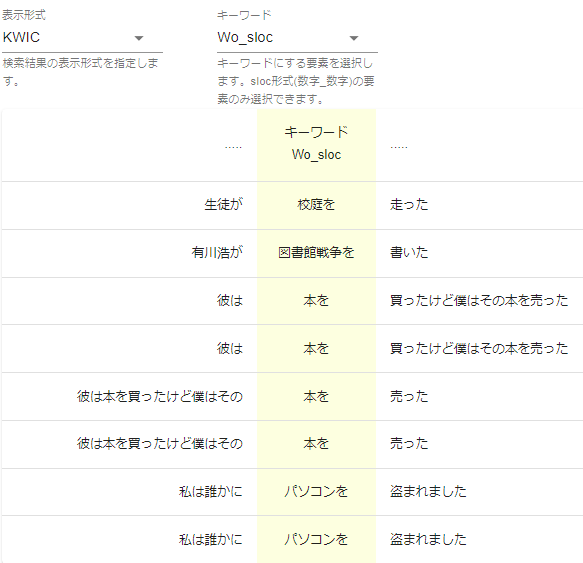 表示形式 キーワード
KWIC Wo_sloc
検索結果の表示形式を指定しま キーワードにする要素を選択し
す。 ます。sloc形式(数字_数字)の要
素のみ選択できます。
..... キーワード .....
Wo_sloc
生徒が 校庭を 走った
有川浩が 図書館戦争を 書いた
彼は 本を 買ったけど僕はその本を売った
彼は 本を 買ったけど僕はその本を売った
彼は本を買ったけど僕はその 本を 売った
彼は本を買ったけど僕はその 本を 売った
私は誰かに パソコンを 盗まれました
私は誰かに パソコンを 盗まれました